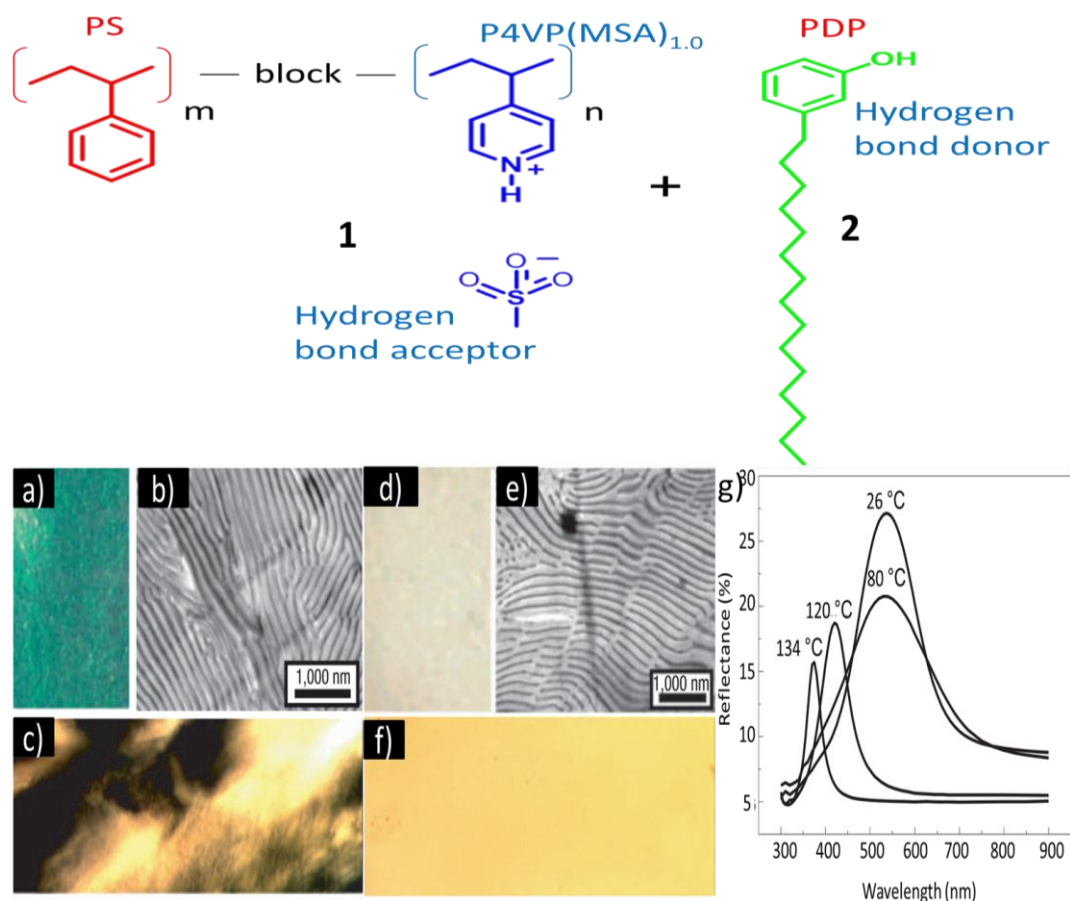 PS
P4VP(MSA)1.0
PDP
block
m
n
N
+
H
OH
Hydrogen
bond donor
+
1
2
O
O
—
S
O
Hydrogen
bond acceptor
a)
b)
1,000 nm
c)
d)
e)
1,000 nm
f)
g)
30
25
20
15
10
5
Reflectance (%)
26 °C
80 °C
120 °C
134 °C
300 400 500 600 700 800 900
Wavelength (nm)